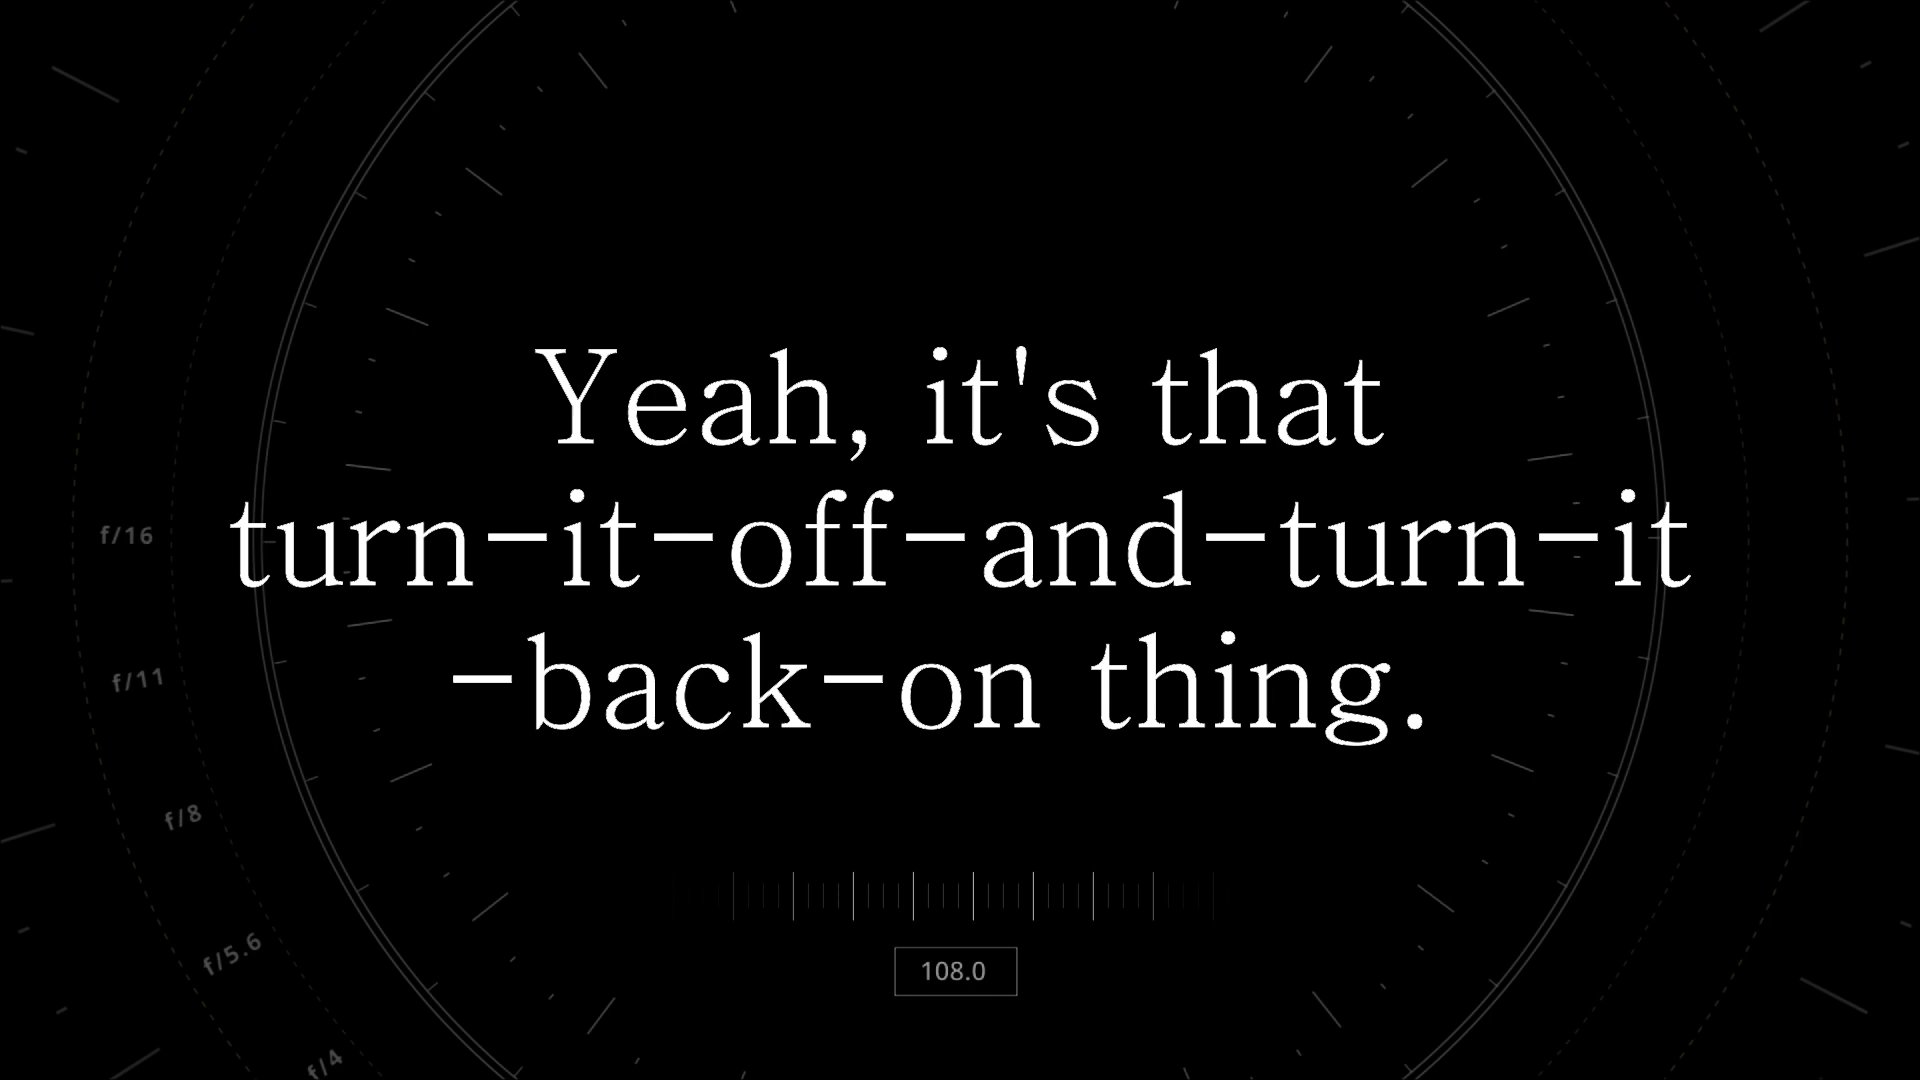 Yeah, it's that
turn-it-off-and-turn-it
-back-on thing.
f/16
f/11
f/8
f/5.6
f/4
108.0